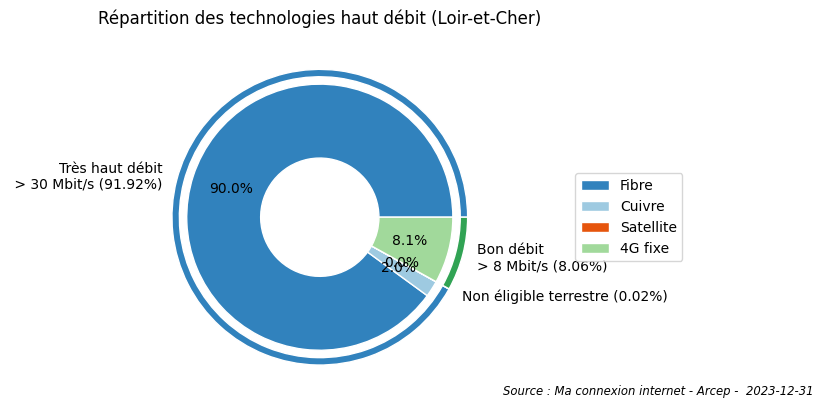 Répartition des technologies haut débit (Loir-et-Cher)
Très haut débit
> 30 Mbit/s (91.92%)
90.0%
8.1%
0.0%
2.0%
Fibre
Cuivre
Satellite
4G fixe
Bon débit
> 8 Mbit/s (8.06%)
Non éligible terrestre (0.02%)
Source : Ma connexion internet - Arcep -  2023-12-31